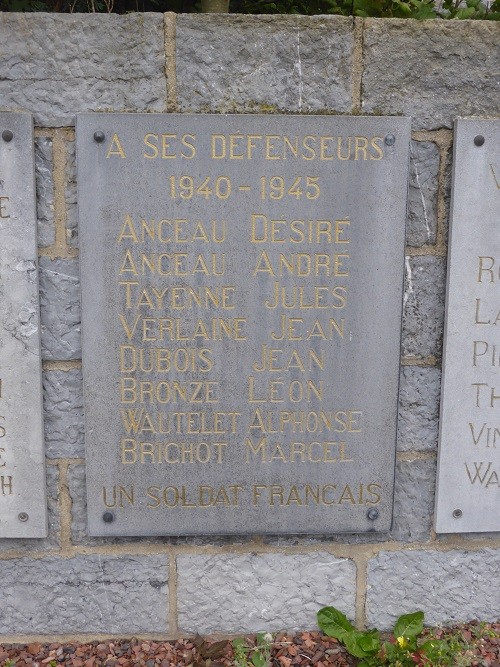 A SES DÉFENSEURS
1940 - 1945
ANCEAU DÉSIRÉ
ANCEAU ANDRÉ
TAYENNE JULES
VERLAINE JEAN
DUBOIS JEAN
BRONZE LÉON
WAUTELET ALPHONSE
BRICHOT MARCEL
UN SOLDAT FRANCAIS